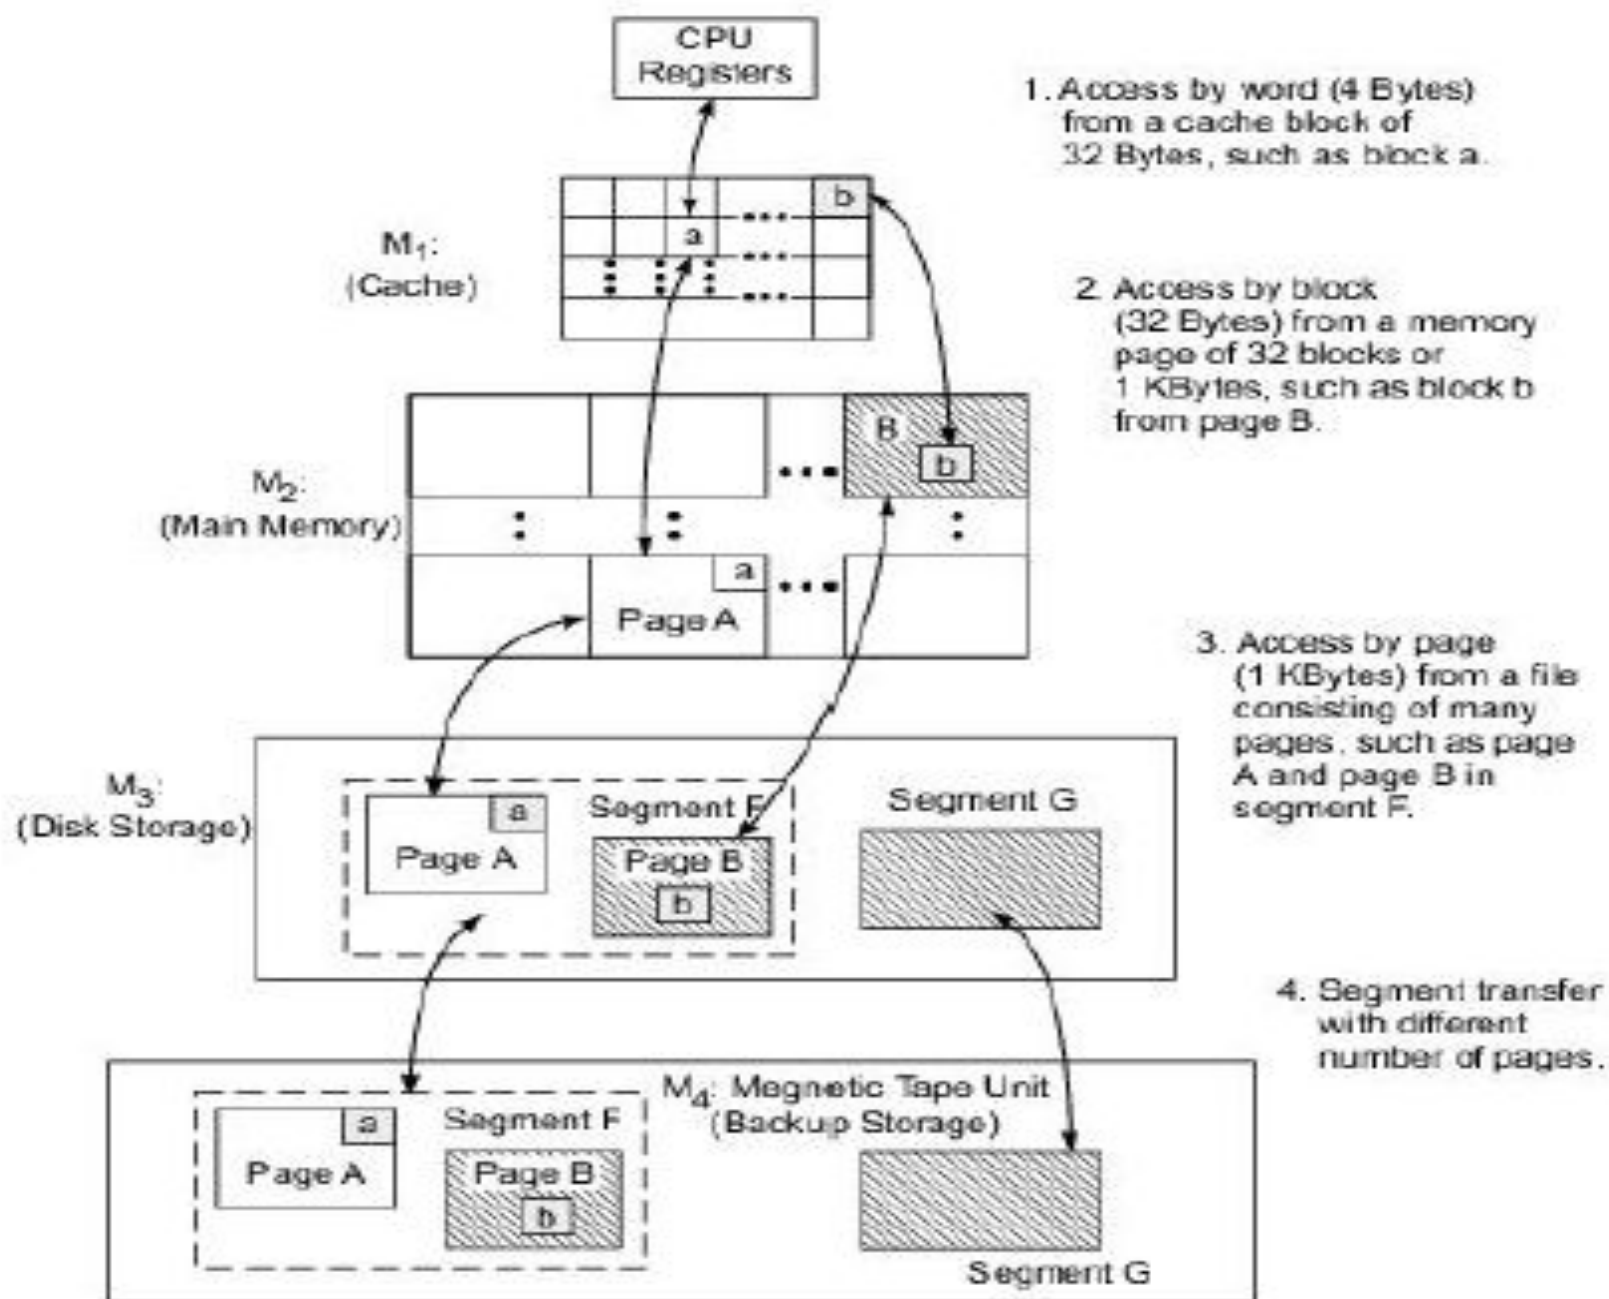 CPU
Registers
1. Access by word (4 Bytes)
from a cache block of
32 Bytes, such as block a.
b
a
M1:
(Cache)
2. Access by block
(32 Bytes) from a memory
page of 32 blocks or
1 KBytes, such as block b
from page B.
B
b
M2:
(Main Memory)
a
Page A
3. Access by page
(1 KBytes) from a file
consisting of many
pages, such as page
A and page B in
segment F.
M3:
(Disk Storage)
a
Page A
Segment F
Page B
b
Segment G
4. Segment transfer
with different
number of pages.
M4: Megnetic Tape Unit
(Backup Storage)
a
Page A
Segment F
Page B
b
Segment G